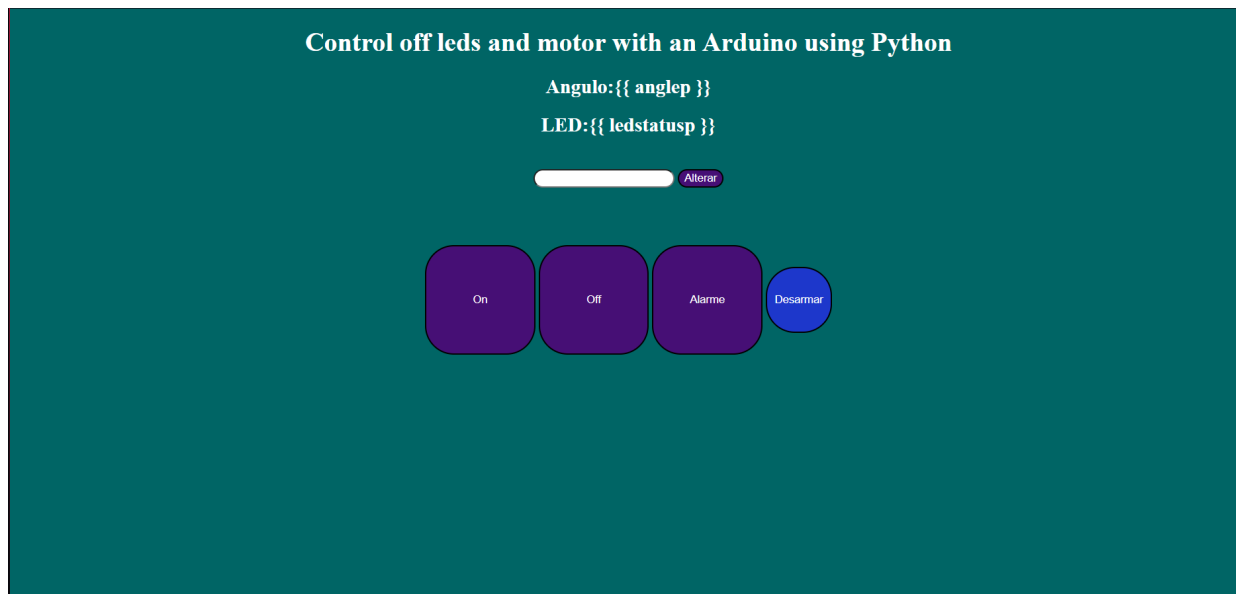 Control off leds and motor with an Arduino using Python
Angulo:{{ anglep }}
LED:{{ ledstatusp }}
Alterar
On Off Alarme Desarmar